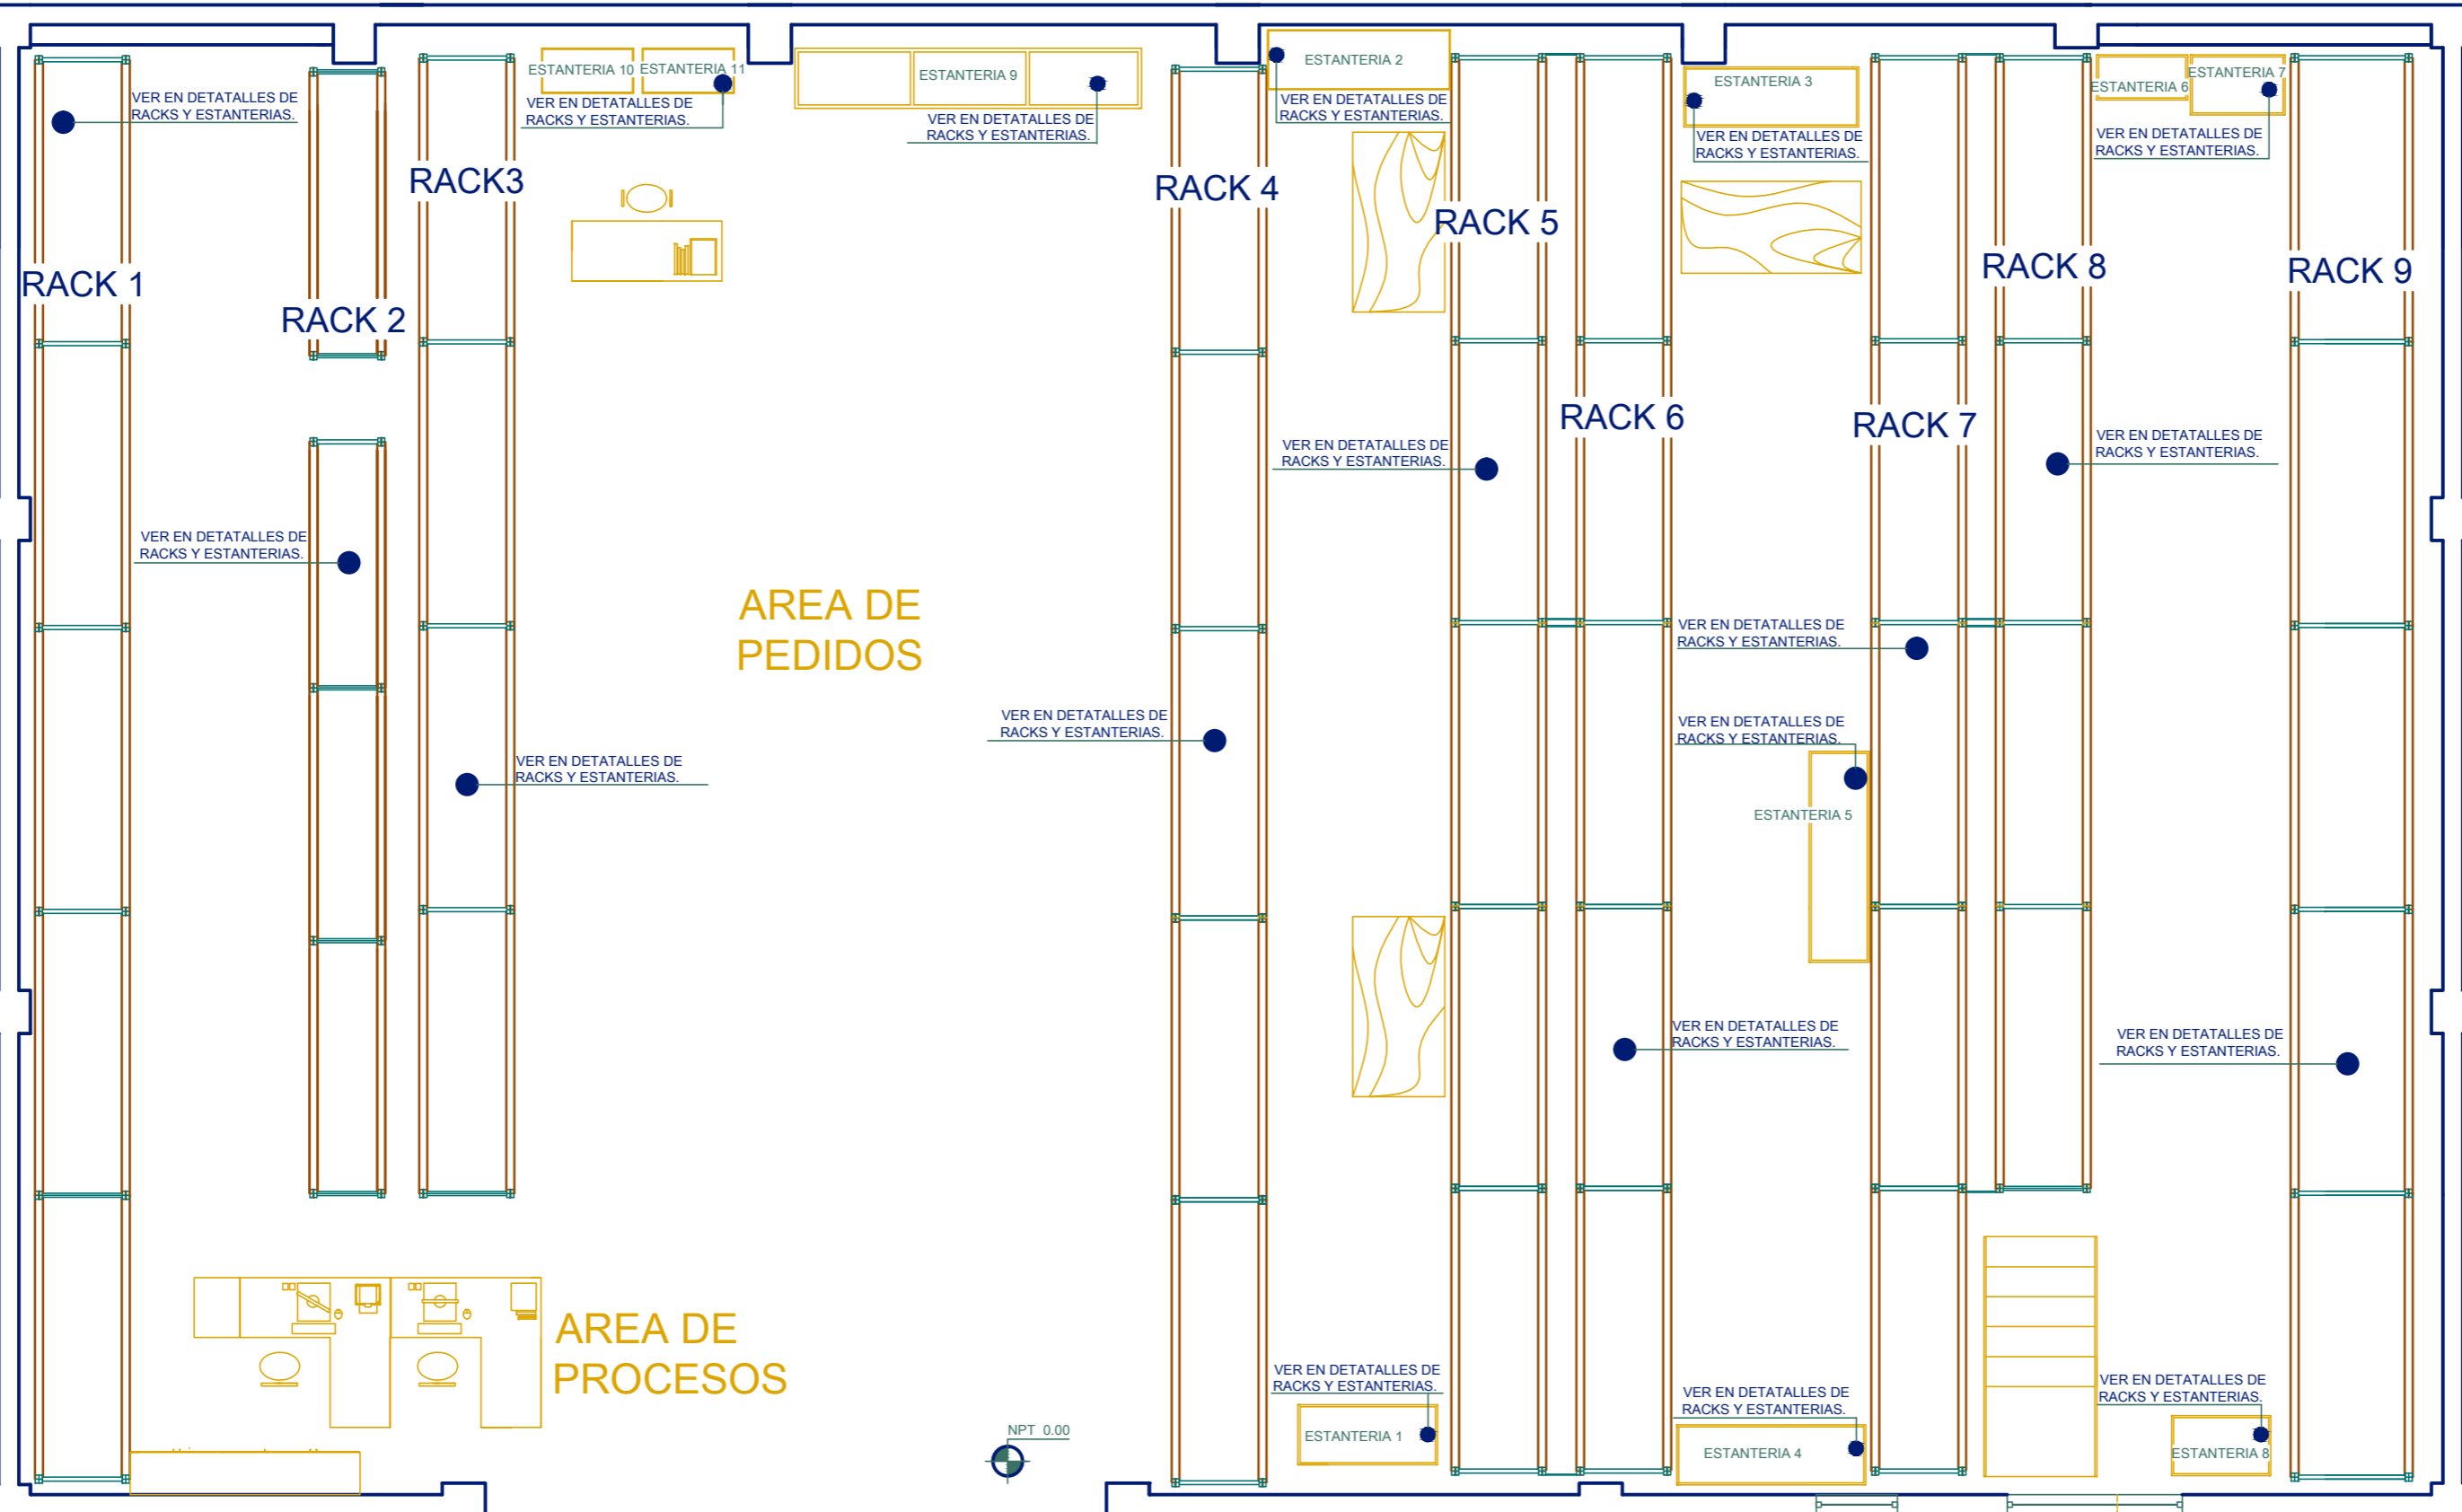 ESTANTERIA 10
ESTANTERIA 11
ESTANTERIA 9
ESTANTERIA 2
ESTANTERIA 3
ESTANTERIA 6
ESTANTERIA 7
VER EN DETATALLES DE
RACKS Y ESTANTERIAS.
VER EN DETATALLES DE
RACKS Y ESTANTERIAS.
VER EN DETATALLES DE
RACKS Y ESTANTERIAS.
VER EN DETATALLES DE
RACKS Y ESTANTERIAS.
VER EN DETATALLES DE
RACKS Y ESTANTERIAS.
VER EN DETATALLES DE
RACKS Y ESTANTERIAS.
RACK 1
RACK 2
RACK3
RACK 4
RACK 5
RACK 6
RACK 7
RACK 8
RACK 9
VER EN DETATALLES DE
RACKS Y ESTANTERIAS.
VER EN DETATALLES DE
RACKS Y ESTANTERIAS.
VER EN DETATALLES DE
RACKS Y ESTANTERIAS.
AREA DE
PEDIDOS
VER EN DETATALLES DE
RACKS Y ESTANTERIAS.
VER EN DETATALLES DE
RACKS Y ESTANTERIAS.
VER EN DETATALLES DE
RACKS Y ESTANTERIAS.
VER EN DETATALLES DE
RACKS Y ESTANTERIAS.
ESTANTERIA 5
VER EN DETATALLES DE
RACKS Y ESTANTERIAS.
VER EN DETATALLES DE
RACKS Y ESTANTERIAS.
AREA DE
PROCESOS
NPT 0.00
VER EN DETATALLES DE
RACKS Y ESTANTERIAS.
ESTANTERIA 1
VER EN DETATALLES DE
RACKS Y ESTANTERIAS.
ESTANTERIA 4
VER EN DETATALLES DE
RACKS Y ESTANTERIAS.
ESTANTERIA 8